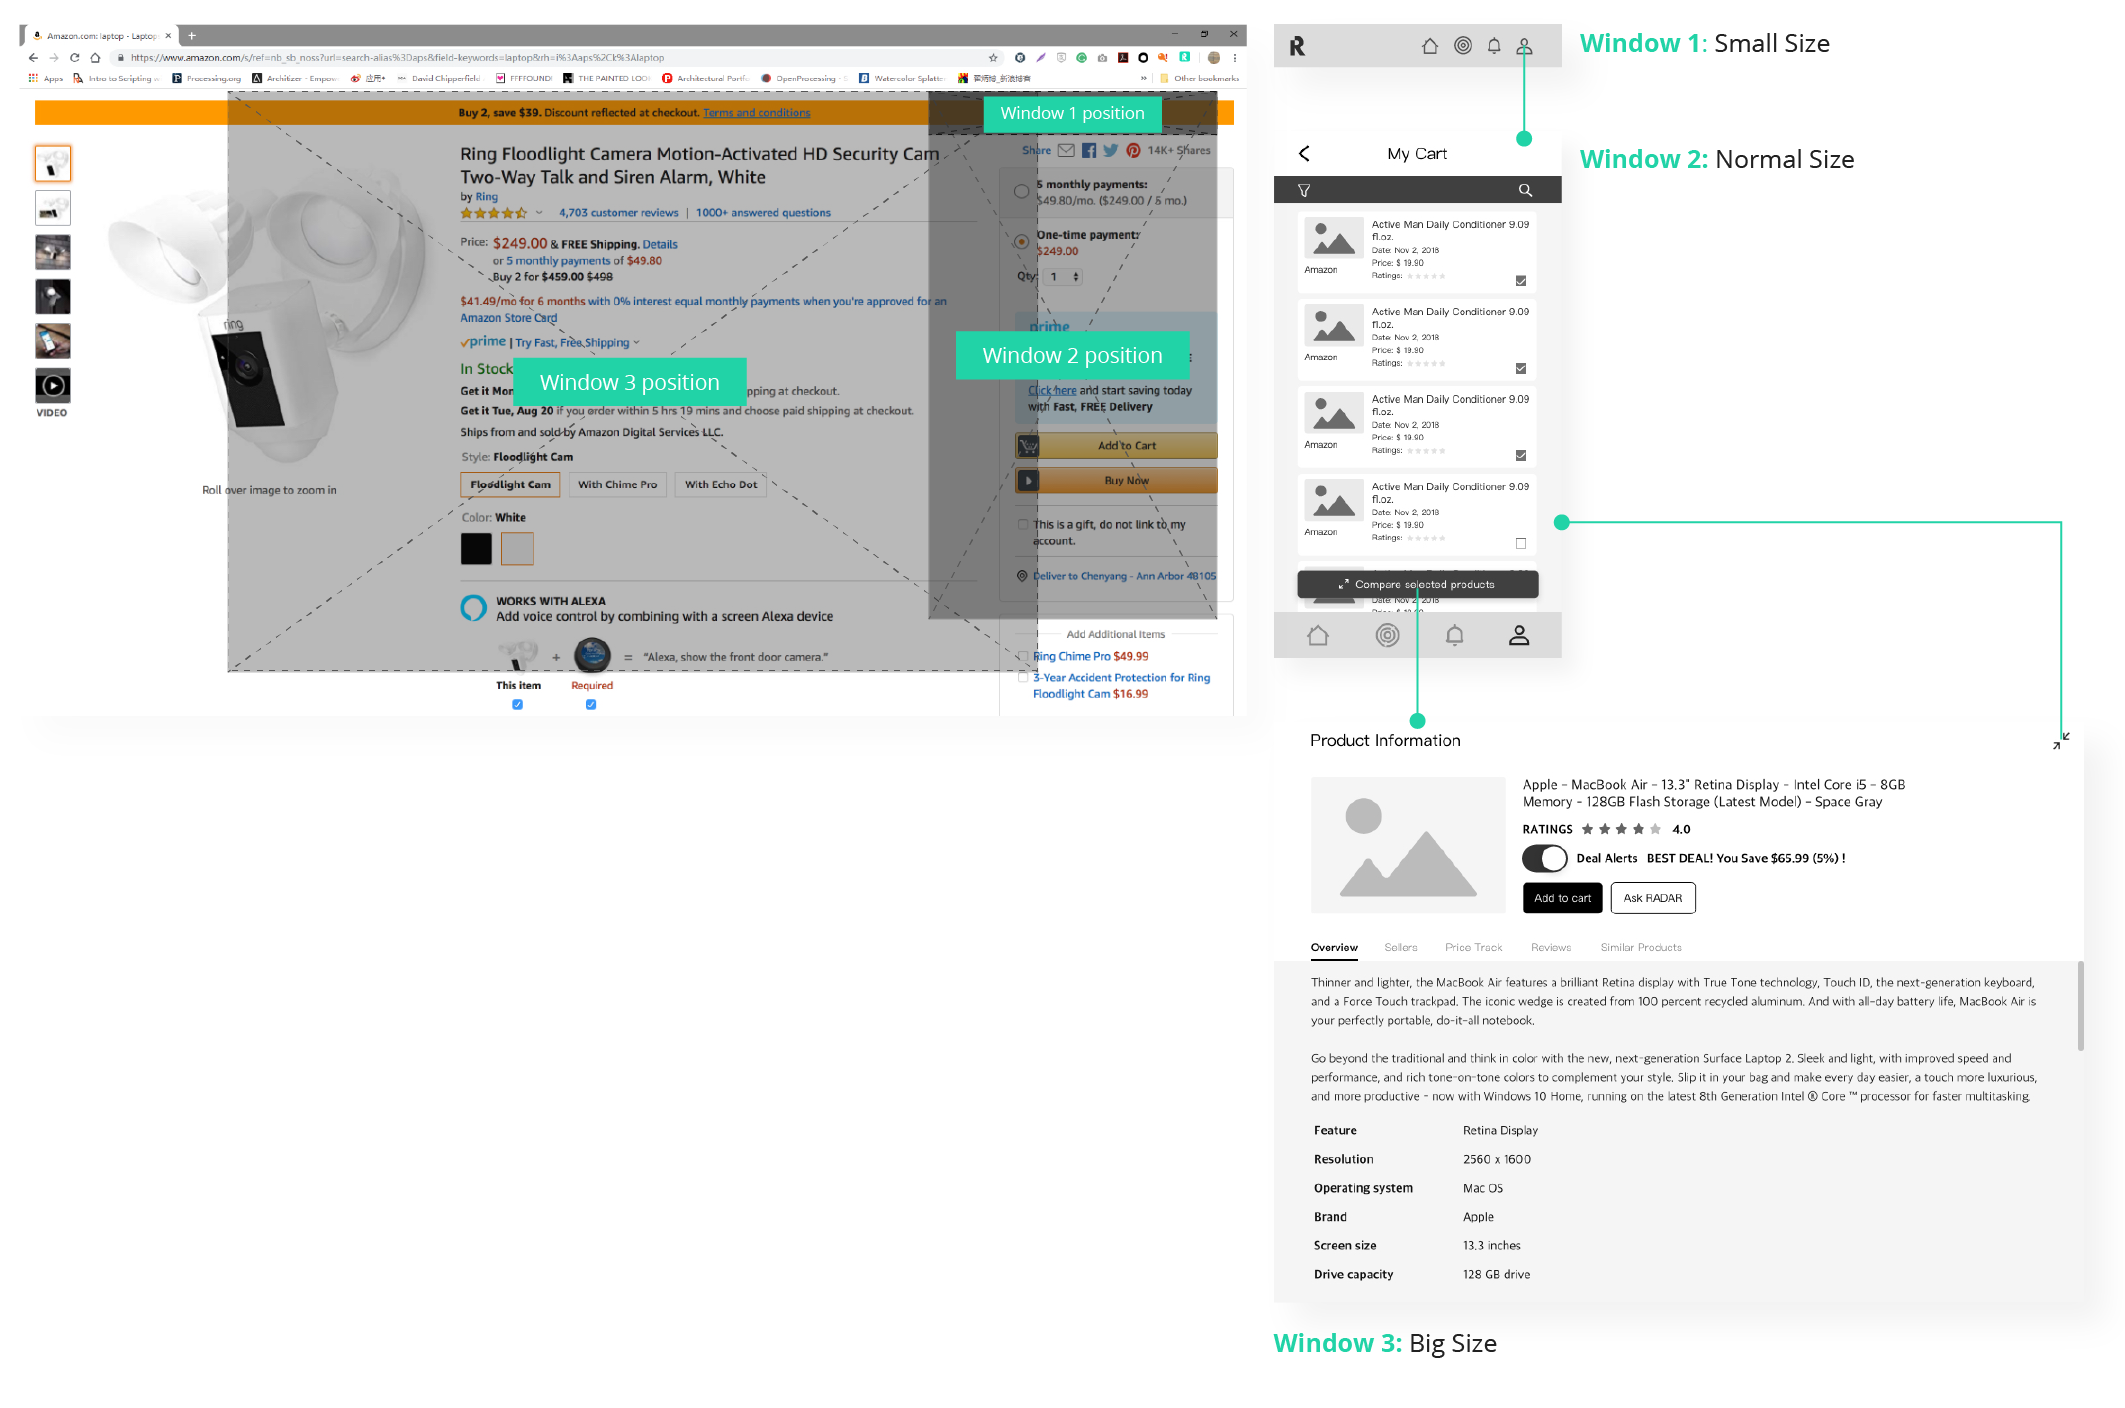 Amazon.com: laptop - Laptop
https://www.amazon.com/s/ref=nb_sb_noss?url=search-alias%3Daps&field-keywords=laptop&rh=i%3Aaps%2Ck%3Alaptop
Apps
Intro to Scripting w
Processing.org
Architizer - Empow
应用+
David Chipperfield
FFFFOUND!
THE PAINTED LOO
Architectural Portfo
OpenProcessing - S
Watercolor Splatte
»
Other bookmarks
Buy 2, save $39. Discount reflected at checkout. Terms and conditions
Window 1 position
Ring Floodlight Camera Motion-Activated HD Security Cam
Two-Way Talk and Siren Alarm, White
by Ring
4,703 customer reviews | 1000+ answered questions
Price: $249.00 & FREE Shipping. Details
or 5 monthly payments of $49.80
Buy 2 for $459.00 $498
$41.49/mo for 6 months with 0% interest equal monthly payments when you're approved for an
Amazon Store Card
prime | Try Fast, Free Shipping
In Stock
Window 3 position
Get it Mon
pping at checkout.
Get it Tue, Aug 20 if you order within 5 hrs 19 mins and choose paid shipping at checkout.
Ships from and sold by Amazon Digital Services LLC.
Style: Floodlight Cam
Floodlight Cam
With Chime Pro
With Echo Dot
Color: White
WORKS WITH ALEXA
Add voice control by combining with a screen Alexa device
+
=
“Alexa, show the front door camera.”
This item
Required
ring
VIDEO
Roll over image to zoom in
Share
14K+ Shares
5 monthly payments:
$49.80/mo. ($249.00 / 5 mo.)
One-time payment:
$249.00
Qty: 1
prime
Window 2 position
Click here and start saving today
with Fast, FREE Delivery
Add to Cart
Buy Now
This is a gift, do not link to my
account.
Deliver to Chenyang - Ann Arbor 48105
Add Additional Items
Ring Chime Pro $49.99
3-Year Accident Protection for Ring
Floodlight Cam $16.99
R
Window 1: Small Size
My Cart
Window 2: Normal Size
Active Man Daily Conditioner 9.09
fl.oz.
Date: Nov 2, 2018
Price: $ 19.90
Ratings:
Amazon
Active Man Daily Conditioner 9.09
fl.oz.
Date: Nov 2, 2018
Price: $ 19.90
Ratings:
Amazon
Active Man Daily Conditioner 9.09
fl.oz.
Date: Nov 2, 2018
Price: $ 19.90
Ratings:
Amazon
Active Man Daily Conditioner 9.09
fl.oz.
Date: Nov 2, 2018
Price: $ 19.90
Ratings:
Amazon
Compare selected products
Date: Nov 2, 2018
Product Information
Apple - MacBook Air - 13.3" Retina Display - Intel Core i5 - 8GB
Memory - 128GB Flash Storage (Latest Model) - Space Gray
RATINGS 4.0
Deal Alerts BEST DEAL! You Save $65.99 (5%) !
Add to cart
Ask RADAR
Overview
Sellers
Price Track
Reviews
Similar Products
Thinner and lighter, the MacBook Air features a brilliant Retina display with True Tone technology, Touch ID, the next-generation keyboard,
and a Force Touch trackpad. The iconic wedge is created from 100 percent recycled aluminum. And with all-day battery life, MacBook Air is
your perfectly portable, do-it-all notebook.
Go beyond the traditional and think in color with the new, next-generation Surface Laptop 2. Sleek and light, with improved speed and
performance, and rich tone-on-tone colors to complement your style. Slip it in your bag and make every day easier, a touch more luxurious,
and more productive - now with Windows 10 Home, running on the latest 8th Generation Intel ® Core ™ processor for faster multitasking.
Feature Retina Display
Resolution 2560 x 1600
Operating system Mac OS
Brand Apple
Screen size 13.3 inches
Drive capacity 128 GB drive
Window 3: Big Size